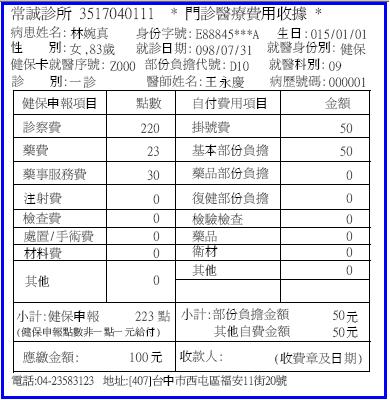 常誠診所 3517040111 * 門診醫療費用收據 *
病患姓名: 林婉真 身份字號: E88845***A 生日: 015/01/01
性 別: 女 ,83歲 就診日期: 098/07/31 就醫身份別: 健保
健保卡就醫序號: Z000 部份負擔代號: D10 就醫科別: 09
診 別: 一診 醫師姓名: 王永慶 病歷號碼: 000001
健保申報項目 點數 自付費用項目 金額
診察費 220 掛號費 50
藥費 23 基本部份負擔 50
藥事服務費 30 藥品部份負擔 0
注射費 0 復健部份負擔 0
檢查費 0 檢驗檢查 0
處置/手術費 0 藥品 0
材料費 0 衛材 0
其他 0 其他 0
小計:健保申報 223 點 小計:部份負擔金額 50元
(健保申報點數非一點一元給付) 其他自費金額 50元
應繳金額: 100元 收款人: (收費章及日期)
電話:04-23583123 地址:[407]台中市西屯區福安11街20號